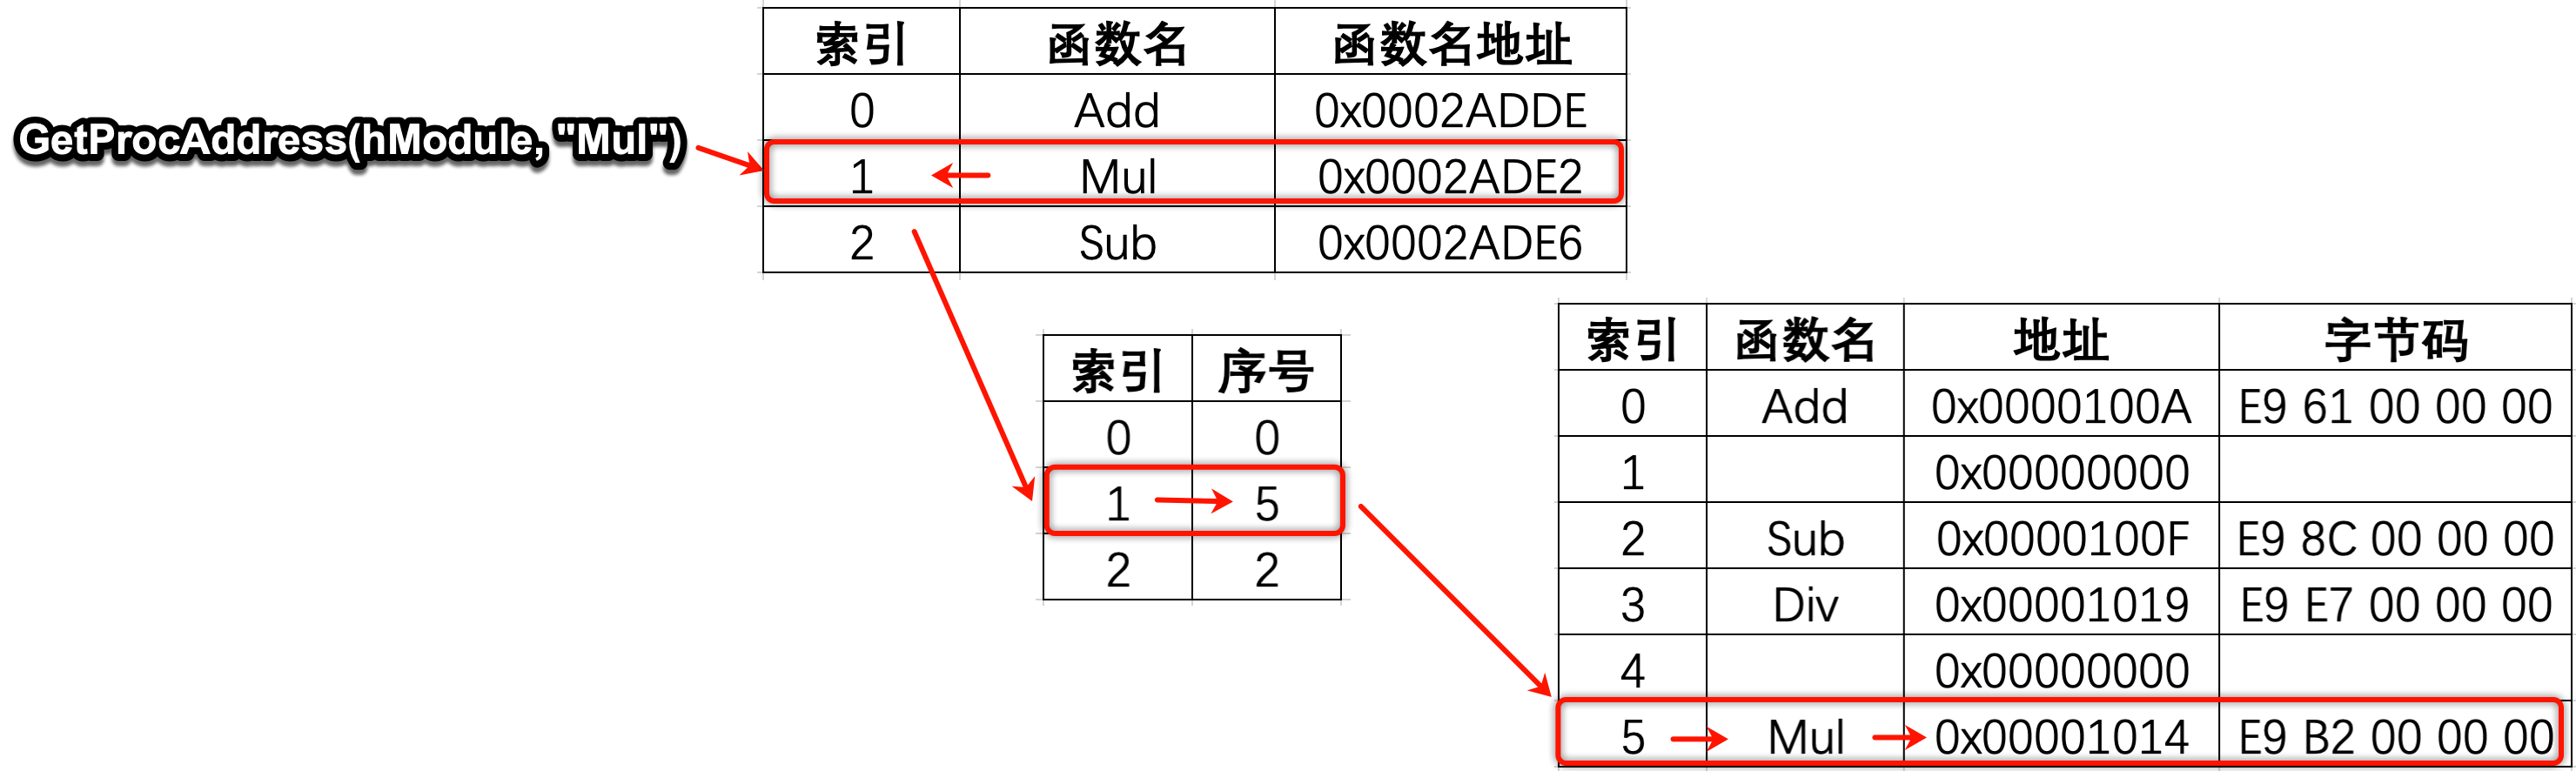 GetProcAddress(hModule, "Mul")
索引 函数名 函数名地址
0 Add 0x0002ADDE
1 Mul 0x0002ADE2
2 Sub 0x0002ADE6
索引 序号
0 0
1 5
2 2
索引 函数名 地址 字节码
0 Add 0x0000100A E9 61 00 00 00
1 0x00000000
2 Sub 0x0000100F E9 8C 00 00 00
3 Div 0x00001019 E9 E7 00 00 00
4 0x00000000
5 Mul 0x00001014 E9 B2 00 00 00